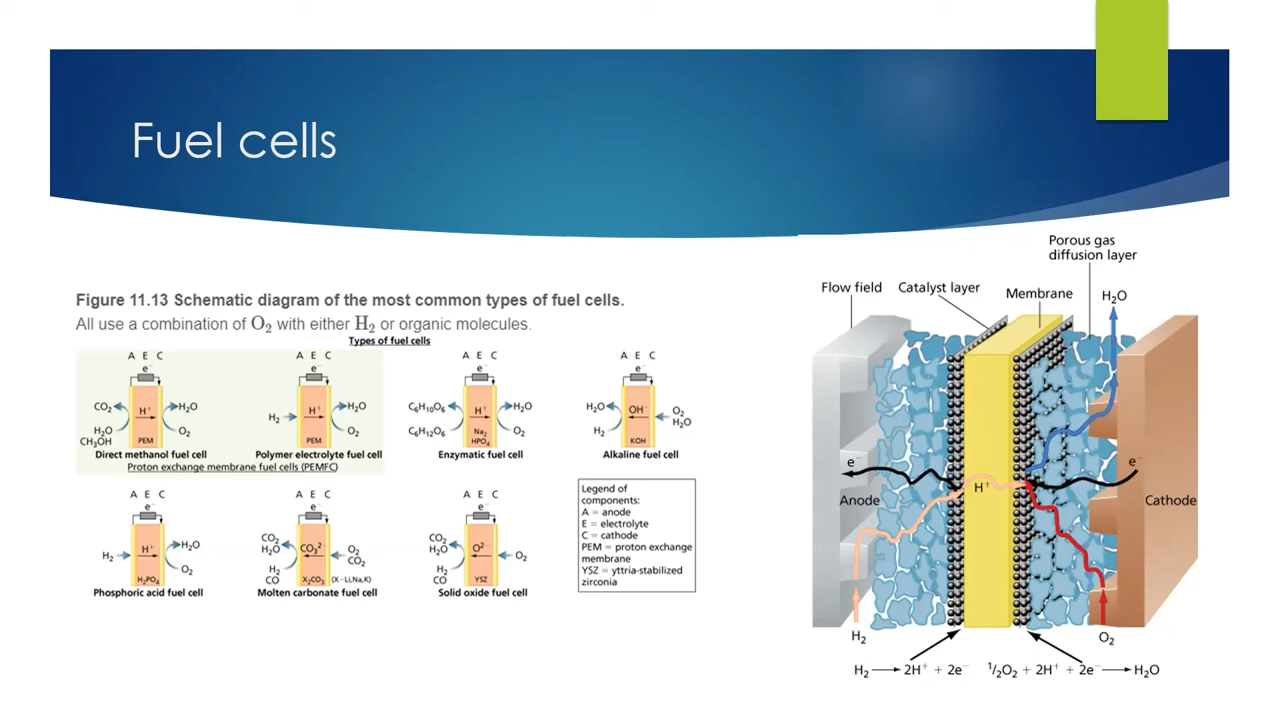 Fuel cells
Figure 11.13 Schematic diagram of the most common types of fuel cells.
All use a combination of O₂ with either H₂ or organic molecules.
Types of fuel cells
A E C
e⁻
CO₂
H₂O
CH₃OH
H⁺
PEM
H₂O
O₂
Direct methanol fuel cell
A E C
e⁻
H₂
H⁺
PEM
H₂O
O₂
Polymer electrolyte fuel cell
Proton exchange membrane fuel cells (PEMFC)
A E C
e⁻
C₆H₁₀O₆
C₆H₁₂O₆
H⁺
Na₂
HPO₄
H₂O
O₂
Enzymatic fuel cell
A E C
e⁻
H₂O
H₂
OH⁻
KOH
O₂
H₂O
Alkaline fuel cell
A E C
e⁻
H₂
H⁺
H₂PO₄
H₂O
O₂
Phosphoric acid fuel cell
A E C
e⁻
CO₂
H₂O
H₂
CO
CO₃²⁻
X₂CO₃
O₂
CO₂
(X–Li,Na,K)
Molten carbonate fuel cell
A E C
e⁻
CO₂
H₂O
H₂
CO
O²⁻
YSZ
O₂
Solid oxide fuel cell
Legend of
components:
A = anode
E = electrolyte
C = cathode
PEM = proton exchange
membrane
YSZ = yttria-stabilized
zirconia
Porous gas
diffusion layer
Flow field
Catalyst layer
Membrane
H₂O
e⁻
Anode
H⁺
e⁻
Cathode
H₂
O₂
H₂ → 2H⁺ + 2e⁻
½O₂ + 2H⁺ + 2e⁻ → H₂O